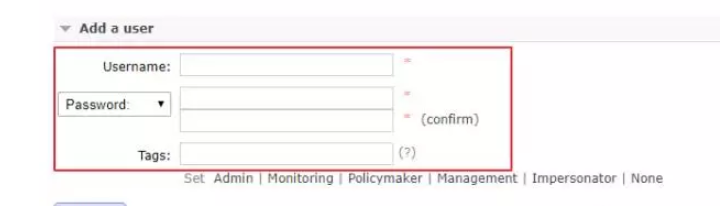 Add a user
Username: *
Password: *
* (confirm)
Tags: (?)
Set Admin | Monitoring | Policymaker | Management | Impersonator | None